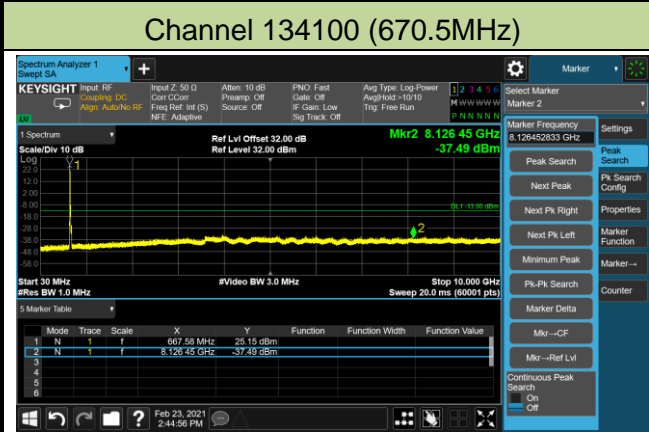 Channel 134100 (670.5MHz)
Spectrum Analyzer 1
Swept SA
Marker
KEYSIGHT
Input: RF
Coupling: DC
Align: Auto/No RF
Input Z: 50 Ω
Corr CCorr
Freq Ref: Int (S)
NFE: Adaptive
Atten: 10 dB
Preamp: Off
Source: Off
PNO: Fast
Gate: Off
IF Gain: Low
Sig Track: Off
Avg Type: Log-Power
Avg|Hold:>10/10
Trig: Free Run
1 2 3 4 5 6
M W W W W W
P N N N N N
Select Marker
Marker 2
1 Spectrum
Scale/Div 10 dB
Ref Lvl Offset 32.00 dB
Ref Level 32.00 dBm
Mkr2 8.126 45 GHz
-37.49 dBm
Log
22.0
12.0
2.00
-8.00
-18.0
-28.0
-38.0
-48.0
-58.0
1
2
DL1 -13.00 dBm
Start 30 MHz
#Res BW 1.0 MHz
#Video BW 3.0 MHz
Stop 10.000 GHz
Sweep 20.0 ms (60001 pts)
5 Marker Table
Mode Trace Scale X Y Function Function Width Function Value
1 N 1 f 667.58 MHz 25.15 dBm
2 N 1 f 8.126 45 GHz -37.49 dBm
3
4
5
6
Marker Frequency
8.126452833 GHz
Peak Search
Next Peak
Next Pk Right
Next Pk Left
Minimum Peak
Pk-Pk Search
Marker Delta
Mkr→CF
Mkr→Ref Lvl
Continuous Peak
Search
On
Off
Settings
Peak
Search
Pk Search
Config
Properties
Marker
Function
Marker→
Counter
Feb 23, 2021
2:44:56 PM